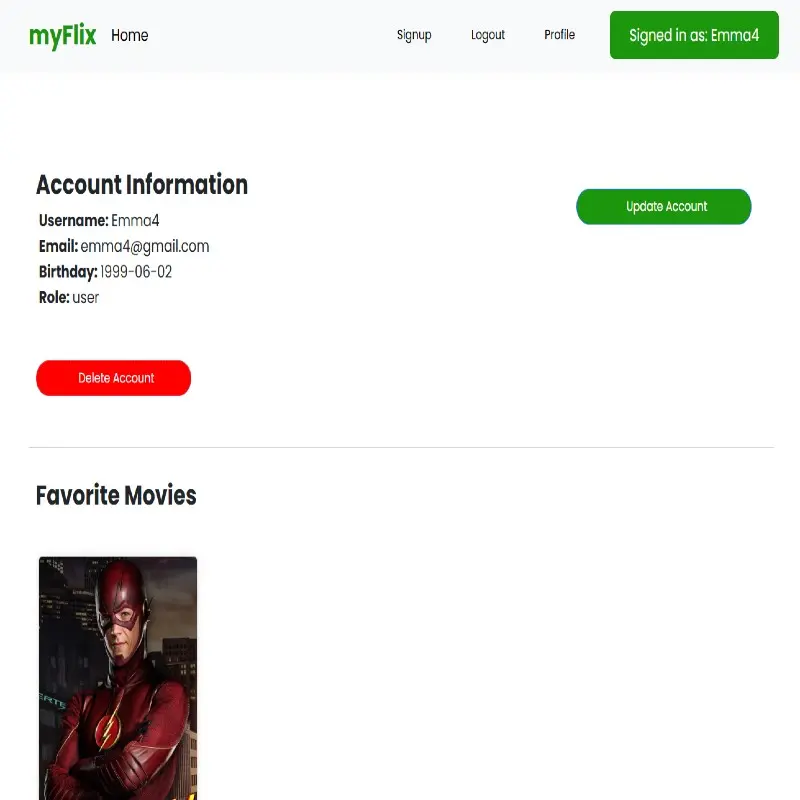 myFlix Home Signup Logout Profile Signed in as: Emma4
Account Information
Update Account
Username: Emma4
Email: emma4@gmail.com
Birthday: 1999-06-02
Role: user
Delete Account
Favorite Movies